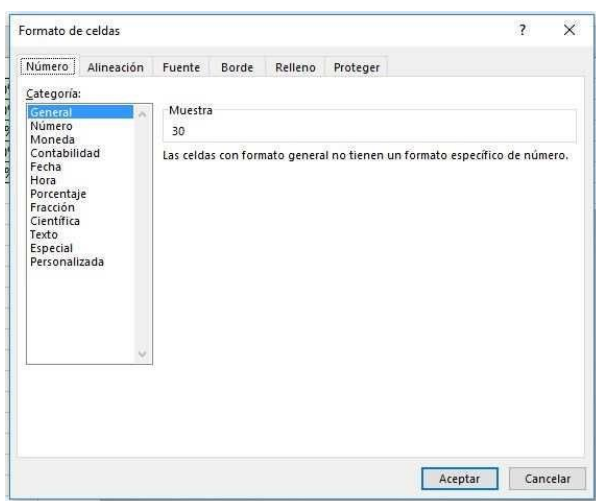 Formato de celdas ? ×
Número Alineación Fuente Borde Relleno Proteger
Categoría:
General
Número
Moneda
Contabilidad
Fecha
Hora
Porcentaje
Fracción
Científica
Texto
Especial
Personalizada
Muestra
30
Las celdas con formato general no tienen un formato específico de número.
Aceptar Cancelar